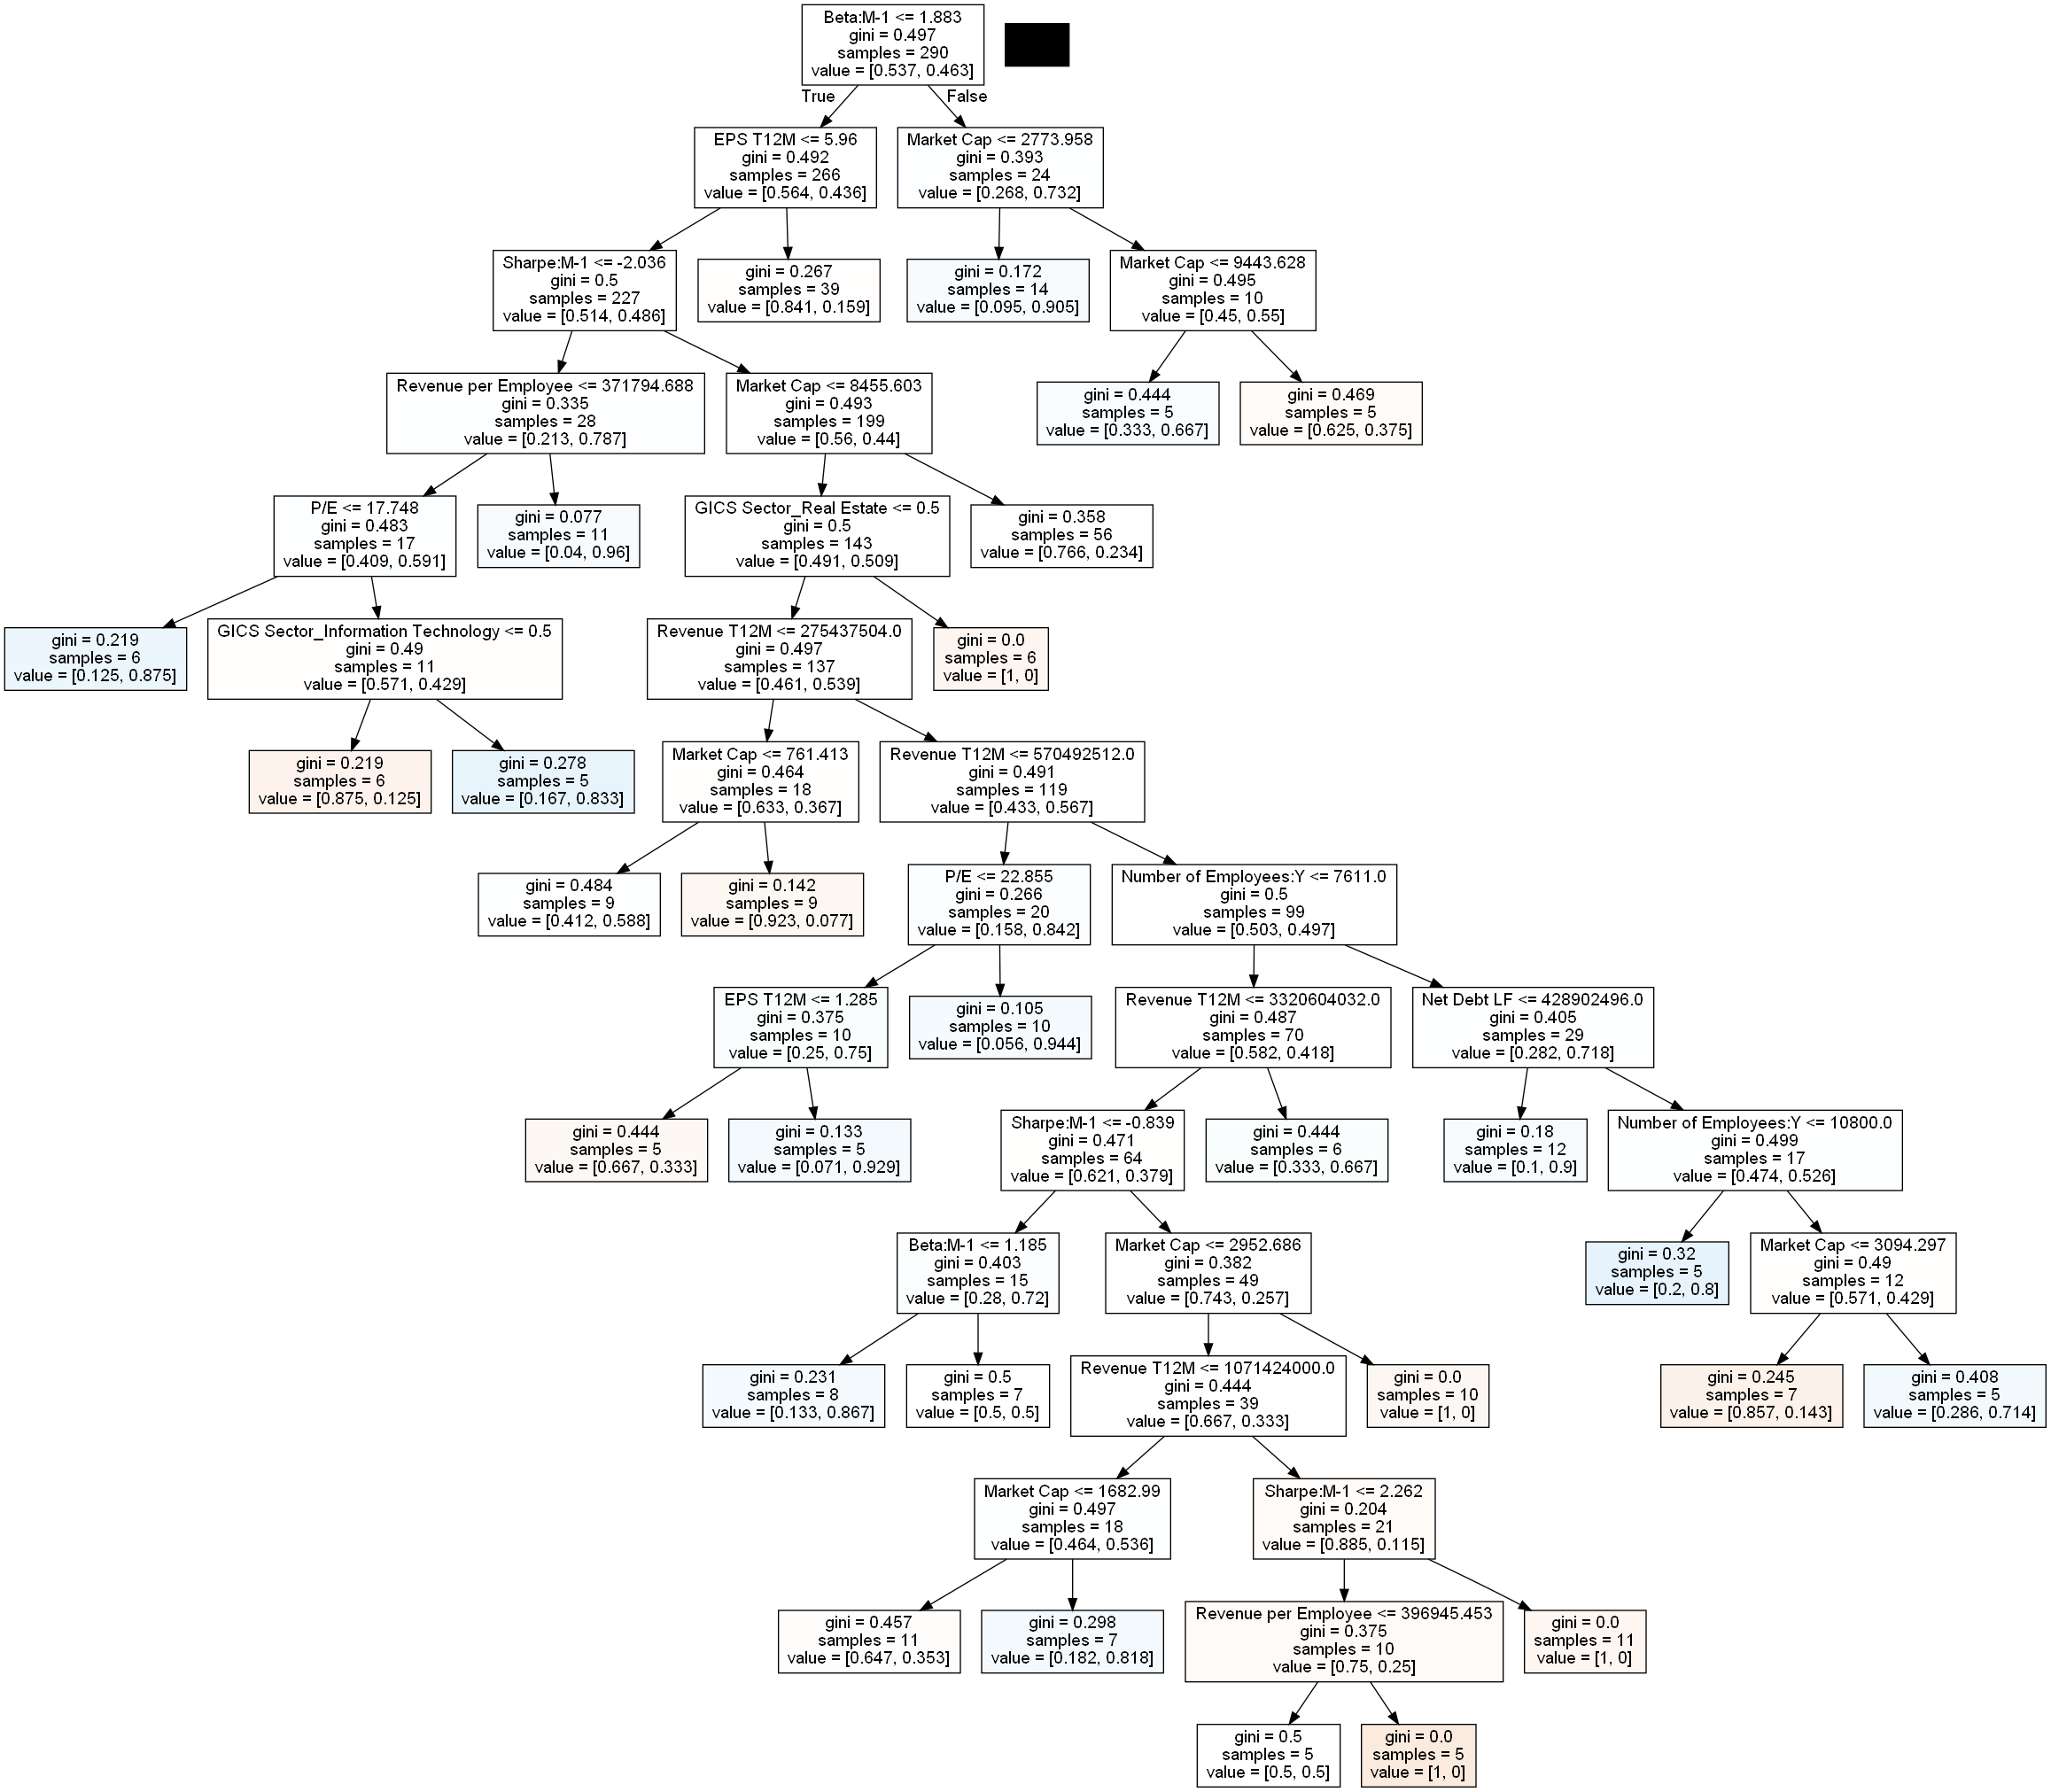 Beta:M-1 <= 1.883
gini = 0.497
samples = 290
value = [0.537, 0.463]
True
False
EPS T12M <= 5.96
gini = 0.492
samples = 266
value = [0.564, 0.436]
Market Cap <= 2773.958
gini = 0.393
samples = 24
value = [0.268, 0.732]
Sharpe:M-1 <= -2.036
gini = 0.5
samples = 227
value = [0.514, 0.486]
gini = 0.267
samples = 39
value = [0.841, 0.159]
gini = 0.172
samples = 14
value = [0.095, 0.905]
Market Cap <= 9443.628
gini = 0.495
samples = 10
value = [0.45, 0.55]
Revenue per Employee <= 371794.688
gini = 0.335
samples = 28
value = [0.213, 0.787]
Market Cap <= 8455.603
gini = 0.493
samples = 199
value = [0.56, 0.44]
gini = 0.444
samples = 5
value = [0.333, 0.667]
gini = 0.469
samples = 5
value = [0.625, 0.375]
P/E <= 17.748
gini = 0.483
samples = 17
value = [0.409, 0.591]
gini = 0.077
samples = 11
value = [0.04, 0.96]
GICS Sector_Real Estate <= 0.5
gini = 0.5
samples = 143
value = [0.491, 0.509]
gini = 0.358
samples = 56
value = [0.766, 0.234]
gini = 0.219
samples = 6
value = [0.125, 0.875]
GICS Sector_Information Technology <= 0.5
gini = 0.49
samples = 11
value = [0.571, 0.429]
Revenue T12M <= 275437504.0
gini = 0.497
samples = 137
value = [0.461, 0.539]
gini = 0.0
samples = 6
value = [1, 0]
gini = 0.219
samples = 6
value = [0.875, 0.125]
gini = 0.278
samples = 5
value = [0.167, 0.833]
Market Cap <= 761.413
gini = 0.464
samples = 18
value = [0.633, 0.367]
Revenue T12M <= 570492512.0
gini = 0.491
samples = 119
value = [0.433, 0.567]
gini = 0.484
samples = 9
value = [0.412, 0.588]
gini = 0.142
samples = 9
value = [0.923, 0.077]
P/E <= 22.855
gini = 0.266
samples = 20
value = [0.158, 0.842]
Number of Employees:Y <= 7611.0
gini = 0.5
samples = 99
value = [0.503, 0.497]
EPS T12M <= 1.285
gini = 0.375
samples = 10
value = [0.25, 0.75]
gini = 0.105
samples = 10
value = [0.056, 0.944]
Revenue T12M <= 3320604032.0
gini = 0.487
samples = 70
value = [0.582, 0.418]
Net Debt LF <= 428902496.0
gini = 0.405
samples = 29
value = [0.282, 0.718]
gini = 0.444
samples = 5
value = [0.667, 0.333]
gini = 0.133
samples = 5
value = [0.071, 0.929]
Sharpe:M-1 <= -0.839
gini = 0.471
samples = 64
value = [0.621, 0.379]
gini = 0.444
samples = 6
value = [0.333, 0.667]
gini = 0.18
samples = 12
value = [0.1, 0.9]
Number of Employees:Y <= 10800.0
gini = 0.499
samples = 17
value = [0.474, 0.526]
Beta:M-1 <= 1.185
gini = 0.403
samples = 15
value = [0.28, 0.72]
Market Cap <= 2952.686
gini = 0.382
samples = 49
value = [0.743, 0.257]
gini = 0.32
samples = 5
value = [0.2, 0.8]
Market Cap <= 3094.297
gini = 0.49
samples = 12
value = [0.571, 0.429]
gini = 0.231
samples = 8
value = [0.133, 0.867]
gini = 0.5
samples = 7
value = [0.5, 0.5]
Revenue T12M <= 1071424000.0
gini = 0.444
samples = 39
value = [0.667, 0.333]
gini = 0.0
samples = 10
value = [1, 0]
gini = 0.245
samples = 7
value = [0.857, 0.143]
gini = 0.408
samples = 5
value = [0.286, 0.714]
Market Cap <= 1682.99
gini = 0.497
samples = 18
value = [0.464, 0.536]
Sharpe:M-1 <= 2.262
gini = 0.204
samples = 21
value = [0.885, 0.115]
gini = 0.457
samples = 11
value = [0.647, 0.353]
gini = 0.298
samples = 7
value = [0.182, 0.818]
Revenue per Employee <= 396945.453
gini = 0.375
samples = 10
value = [0.75, 0.25]
gini = 0.0
samples = 11
value = [1, 0]
gini = 0.5
samples = 5
value = [0.5, 0.5]
gini = 0.0
samples = 5
value = [1, 0]